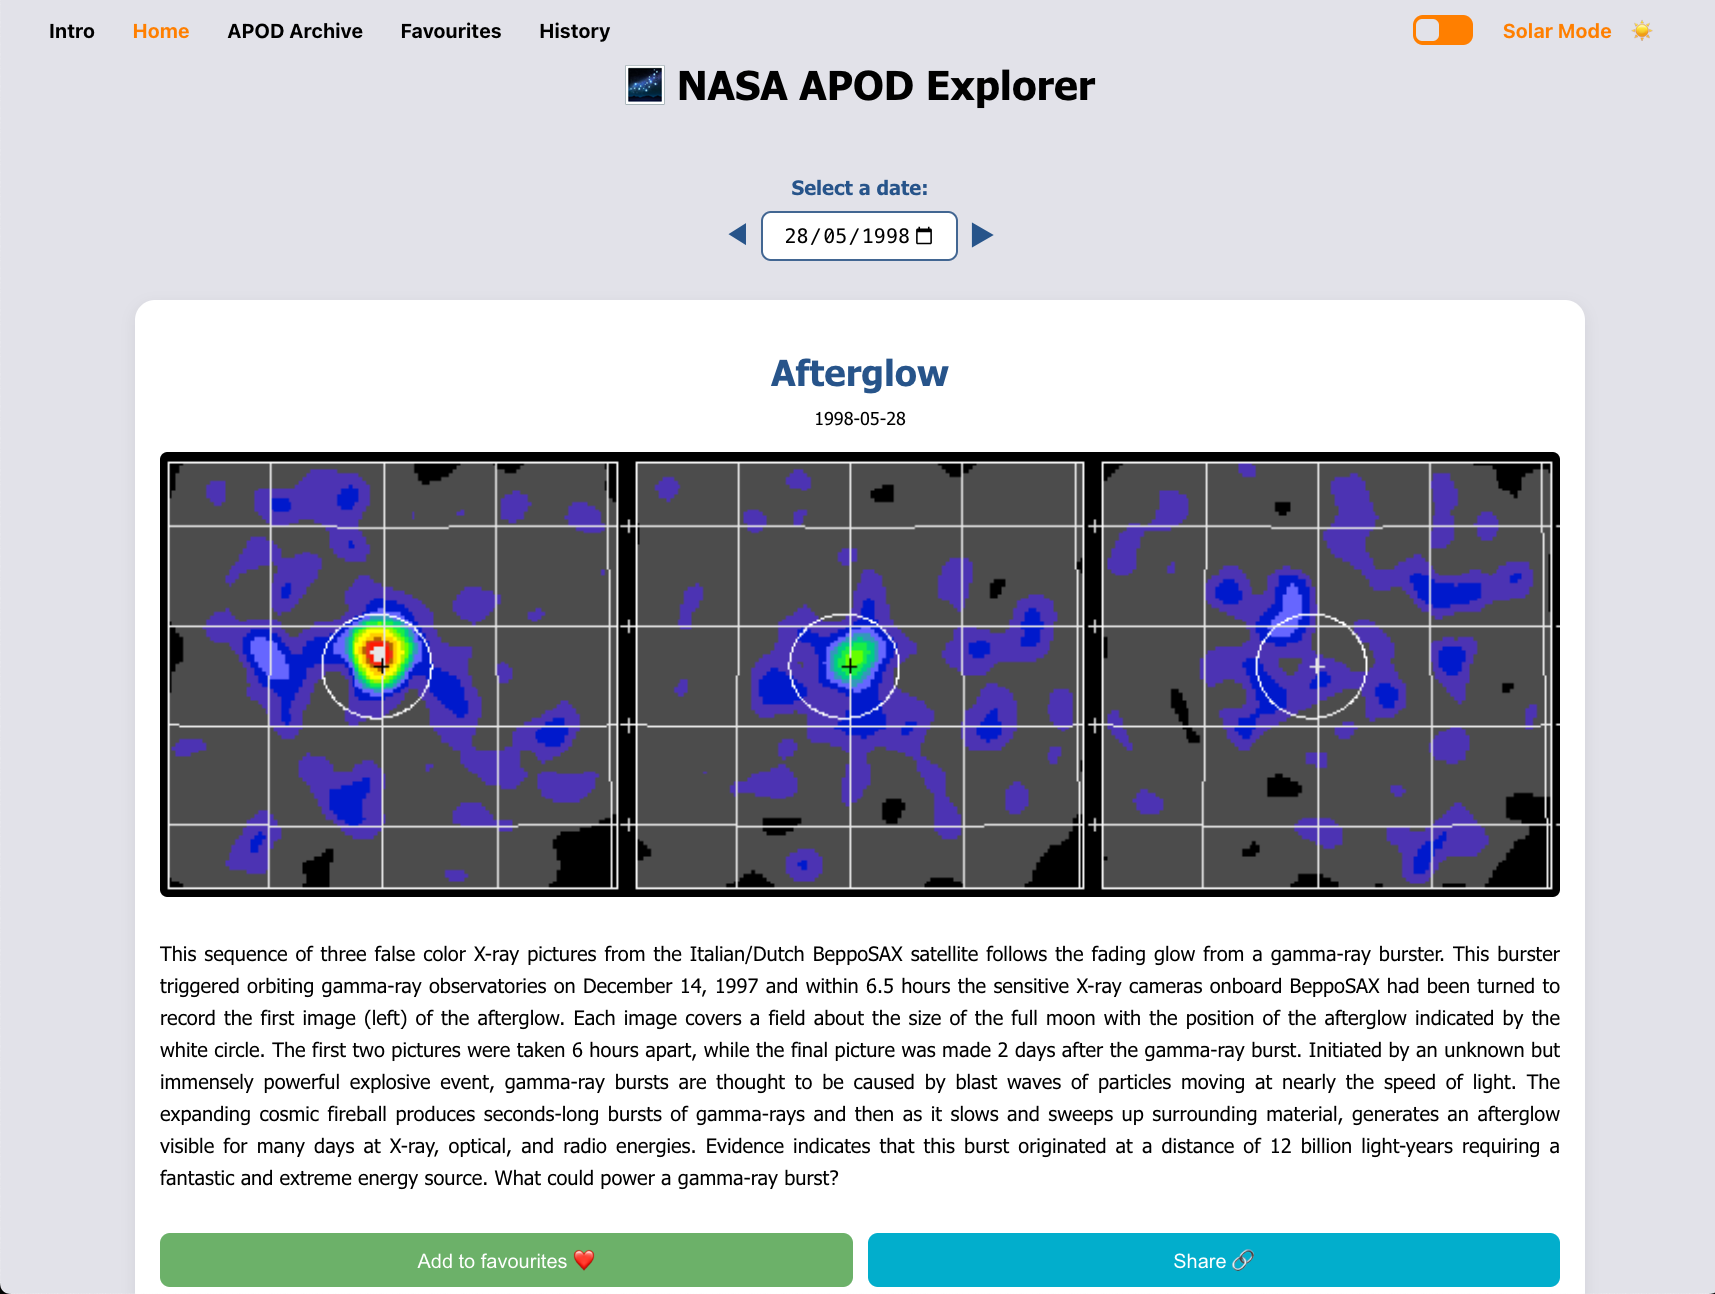 Intro Home APOD Archive Favourites History Solar Mode ☀️
NASA APOD Explorer
Select a date:
28/05/1998
Afterglow
1998-05-28
This sequence of three false color X-ray pictures from the Italian/Dutch BeppoSAX satellite follows the fading glow from a gamma-ray burster. This burster
triggered orbiting gamma-ray observatories on December 14, 1997 and within 6.5 hours the sensitive X-ray cameras onboard BeppoSAX had been turned to
record the first image (left) of the afterglow. Each image covers a field about the size of the full moon with the position of the afterglow indicated by the
white circle. The first two pictures were taken 6 hours apart, while the final picture was made 2 days after the gamma-ray burst. Initiated by an unknown but
immensely powerful explosive event, gamma-ray bursts are thought to be caused by blast waves of particles moving at nearly the speed of light. The
expanding cosmic fireball produces seconds-long bursts of gamma-rays and then as it slows and sweeps up surrounding material, generates an afterglow
visible for many days at X-ray, optical, and radio energies. Evidence indicates that this burst originated at a distance of 12 billion light-years requiring a
fantastic and extreme energy source. What could power a gamma-ray burst?
Add to favourites ❤️ Share 🔗